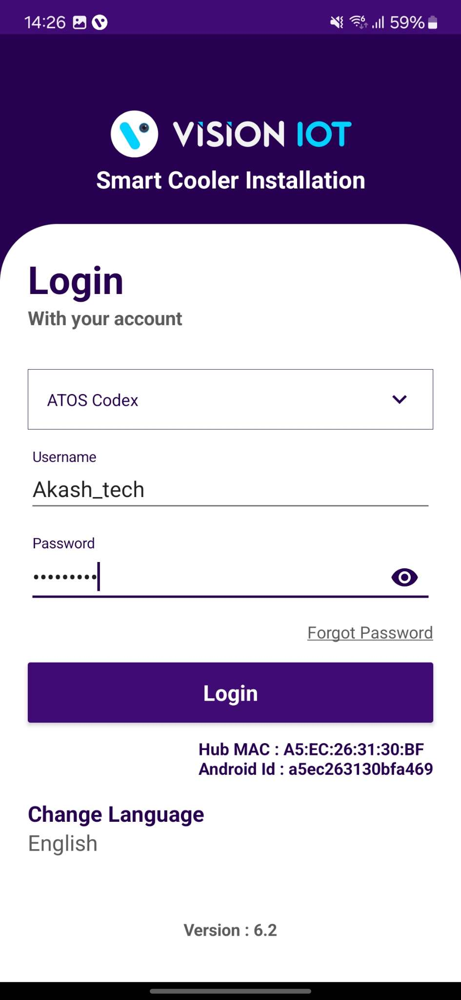 14:26
59%
VISION IOT
Smart Cooler Installation
Login
With your account
ATOS Codex
Username
Akash_tech
Password
•••••••••
Forgot Password
Login
Hub MAC : A5:EC:26:31:30:BF
Android Id : a5ec263130bfa469
Change Language
English
Version : 6.2